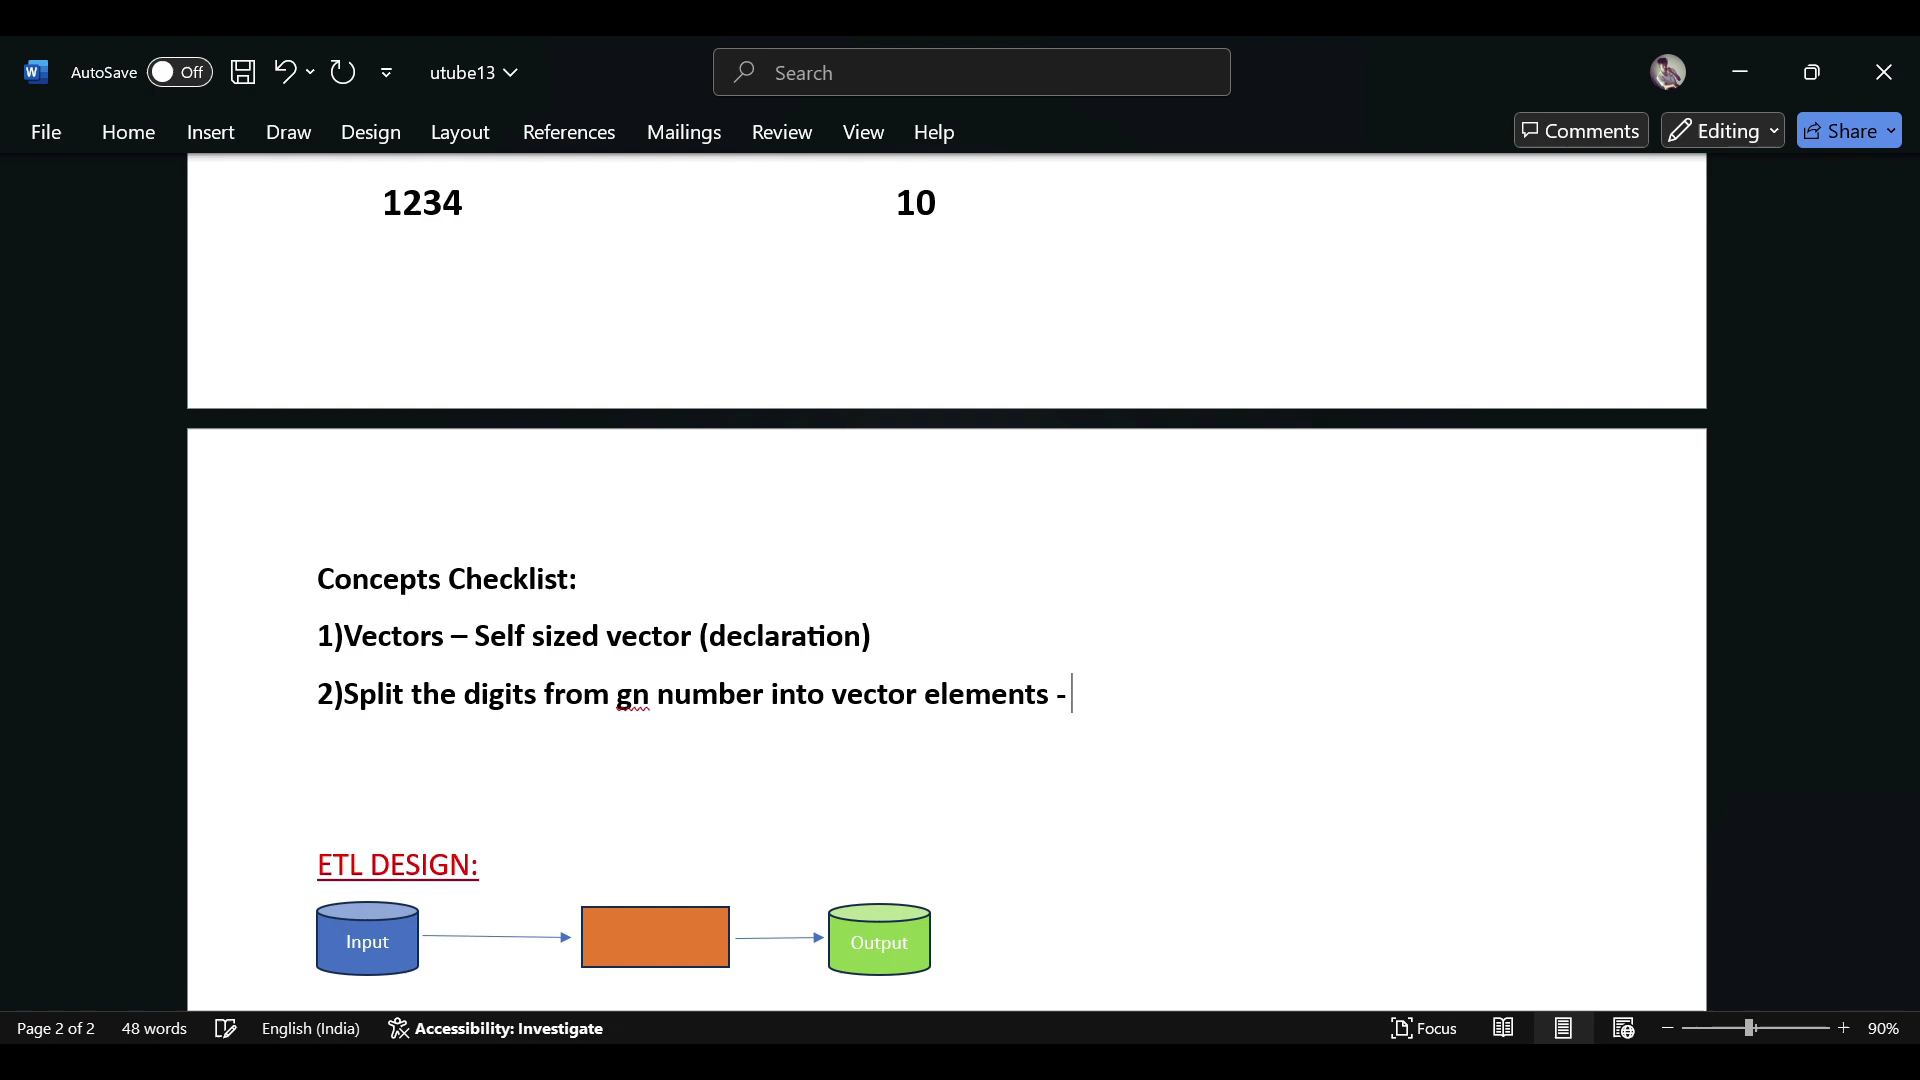 AutoSave Off utube13 Search
File Home Insert Draw Design Layout References Mailings Review View Help Comments Editing Share
1234 10
Concepts Checklist:
1)Vectors – Self sized vector (declaration)
2)Split the digits from gn number into vector elements -
ETL DESIGN:
Input Output
Page 2 of 2 48 words English (India) Accessibility: Investigate Focus 90%